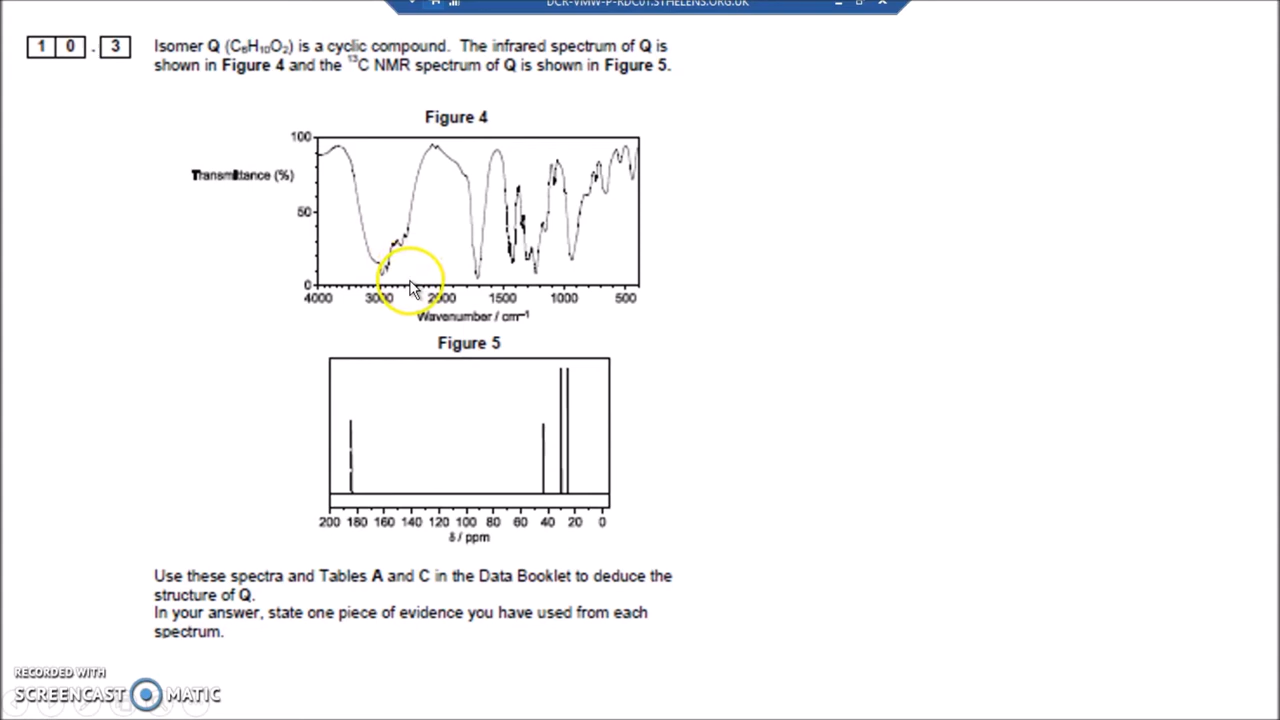 DCR-VMW-P-RDC01.STHELENS.ORG.UK
1 0 . 3
Isomer Q (C₆H₁₀O₂) is a cyclic compound. The infrared spectrum of Q is
shown in Figure 4 and the ¹³C NMR spectrum of Q is shown in Figure 5.
Figure 4
Transmittance (%)
100
50
0
4000 3000 2000 1500 1000 500
Wavenumber / cm⁻¹
Figure 5
200 180 160 140 120 100 80 60 40 20 0
δ / ppm
Use these spectra and Tables A and C in the Data Booklet to deduce the
structure of Q.
In your answer, state one piece of evidence you have used from each
spectrum.
RECORDED WITH
SCREENCAST MATIC